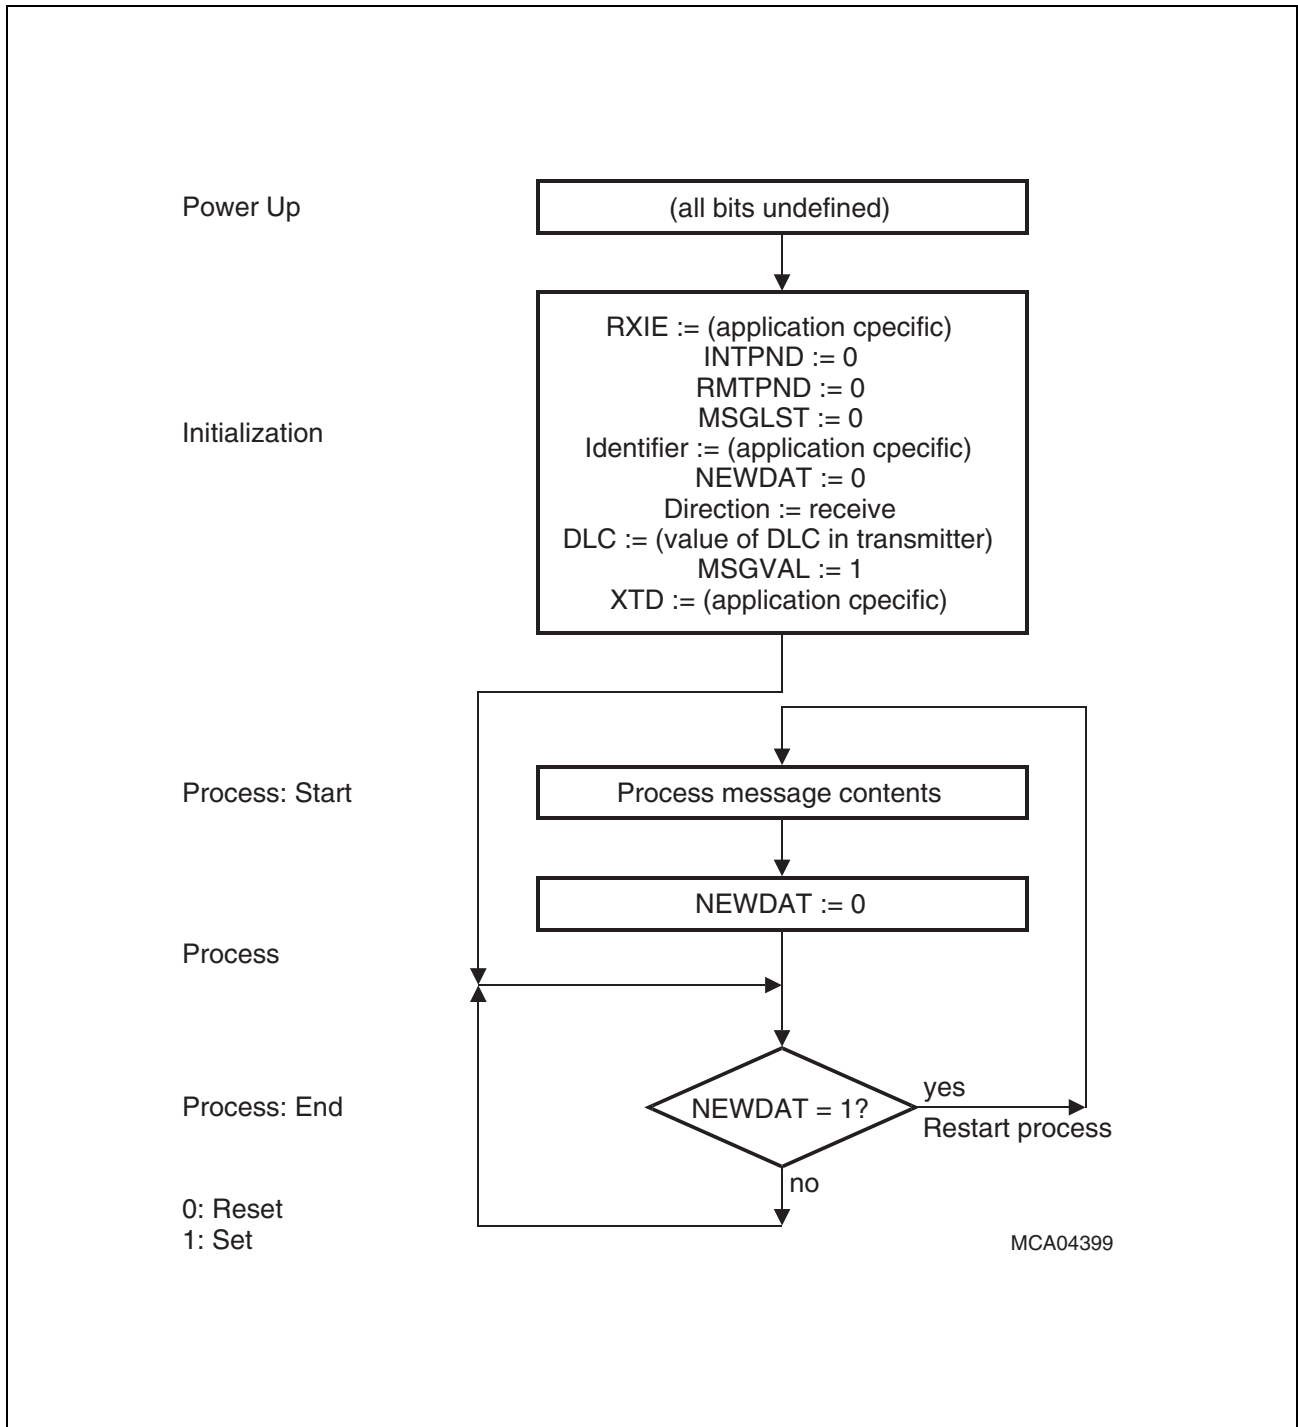 Power Up
(all bits undefined)
RXIE := (application cpecific)
INTPND := 0
RMTPND := 0
MSGLST := 0
Initialization
Identifier := (application cpecific)
NEWDAT := 0
Direction := receive
DLC := (value of DLC in transmitter)
MSGVAL := 1
XTD := (application cpecific)
Process: Start
Process message contents
NEWDAT := 0
Process
Process: End
NEWDAT = 1?
yes
Restart process
no
0: Reset
1: Set
MCA04399